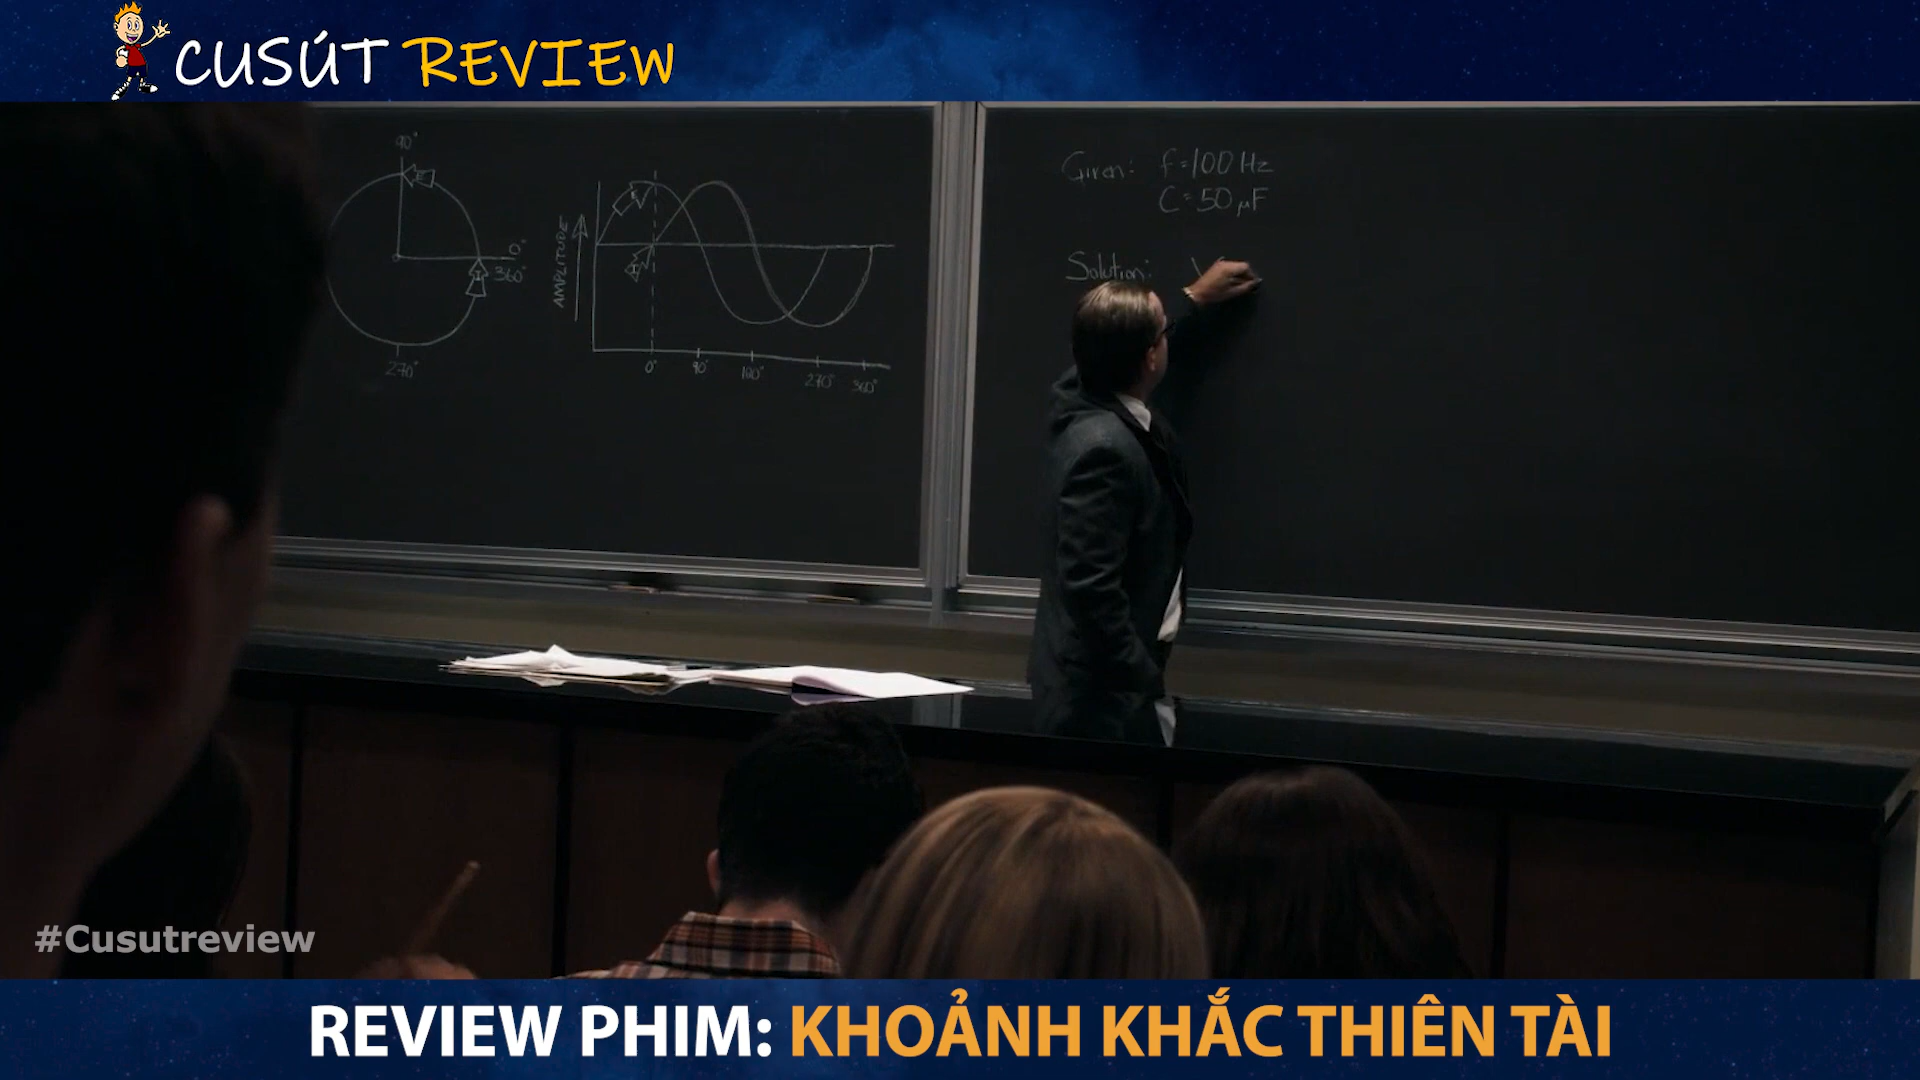 CUSÚT REVIEW
90°
0°
360°
270°
AMPLITUDE
0° 90° 180° 270° 360°
Given: f=100 Hz
C=50 µF
Solution:
#Cusutreview
REVIEW PHIM: KHOẢNH KHẮC THIÊN TÀI